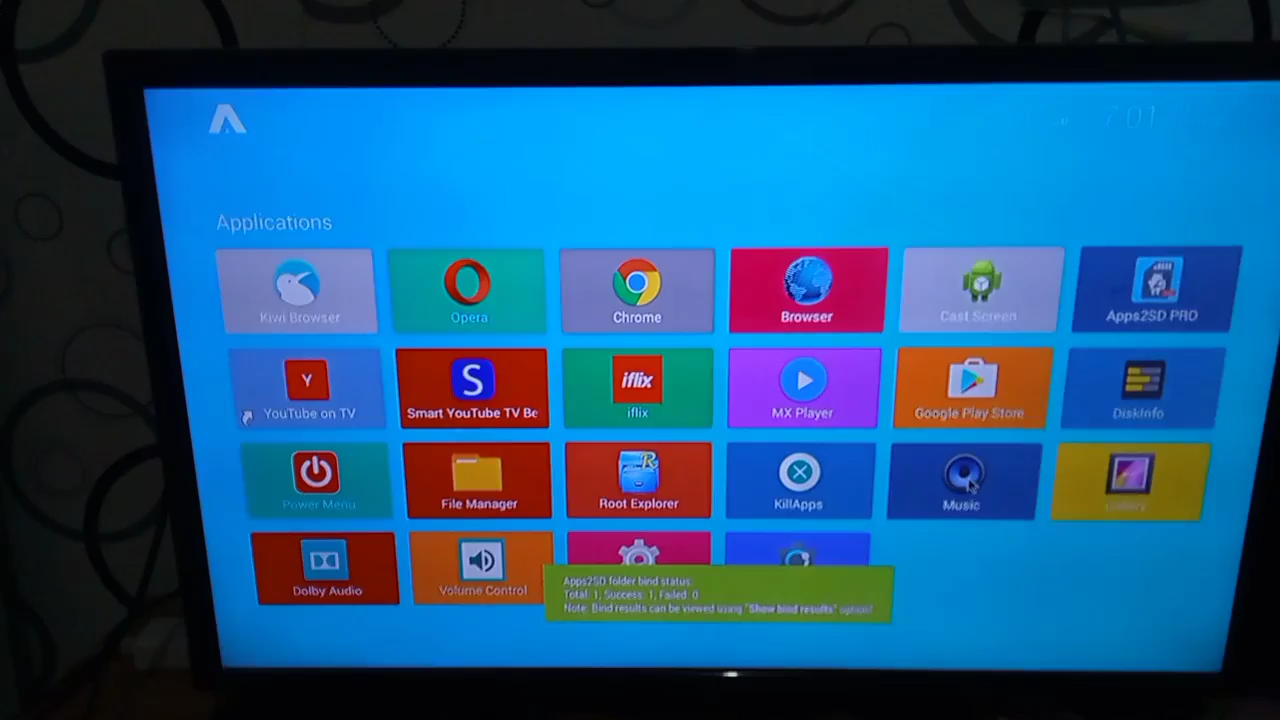 7:01
Applications
Kiwi Browser
Opera
Chrome
Browser
Cast Screen
Apps2SD PRO
Y
YouTube on TV
S
Smart YouTube TV Be
iflix
iflix
MX Player
Google Play Store
DiskInfo
Power Menu
File Manager
R
Root Explorer
KillApps
Music
Gallery
Dolby Audio
Volume Control
Apps2SD folder bind status:
Total: 1, Success: 1, Failed: 0
Note: Bind results can be viewed using "Show bind results" option!